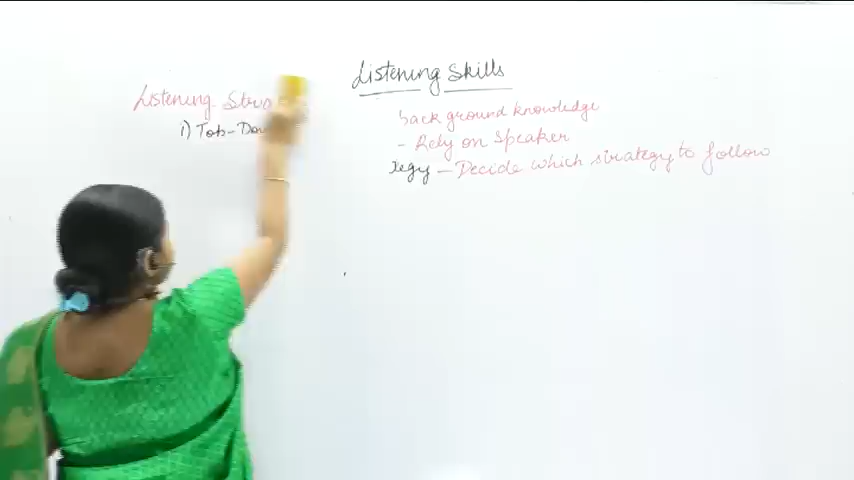 Listening Skills
Listening Stra
back ground knowledge
i) Top-Dow
- Rely on Speaker
tegy - Decide which strategy to follow